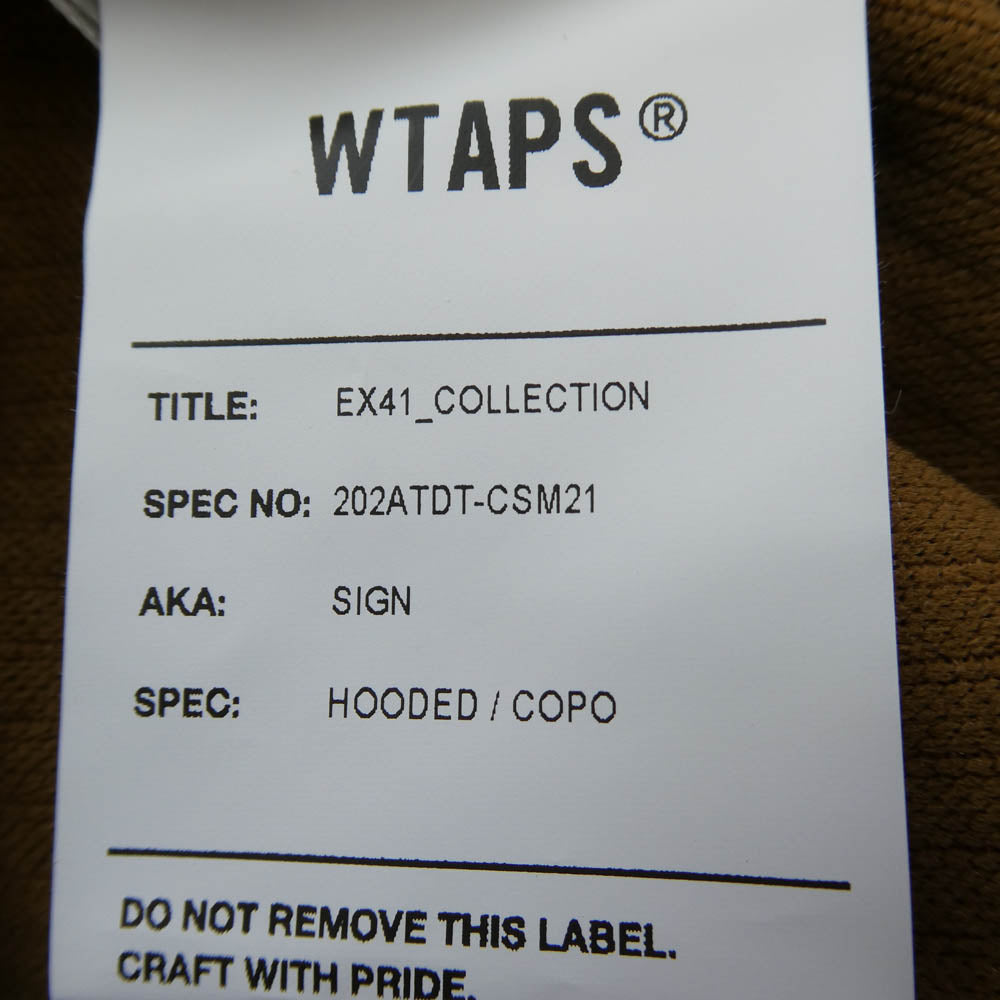 WTAPS®
TITLE: EX41_COLLECTION
SPEC NO: 202ATDT-CSM21
AKA: SIGN
SPEC: HOODED / COPO
DO NOT REMOVE THIS LABEL.
CRAFT WITH PRIDE.